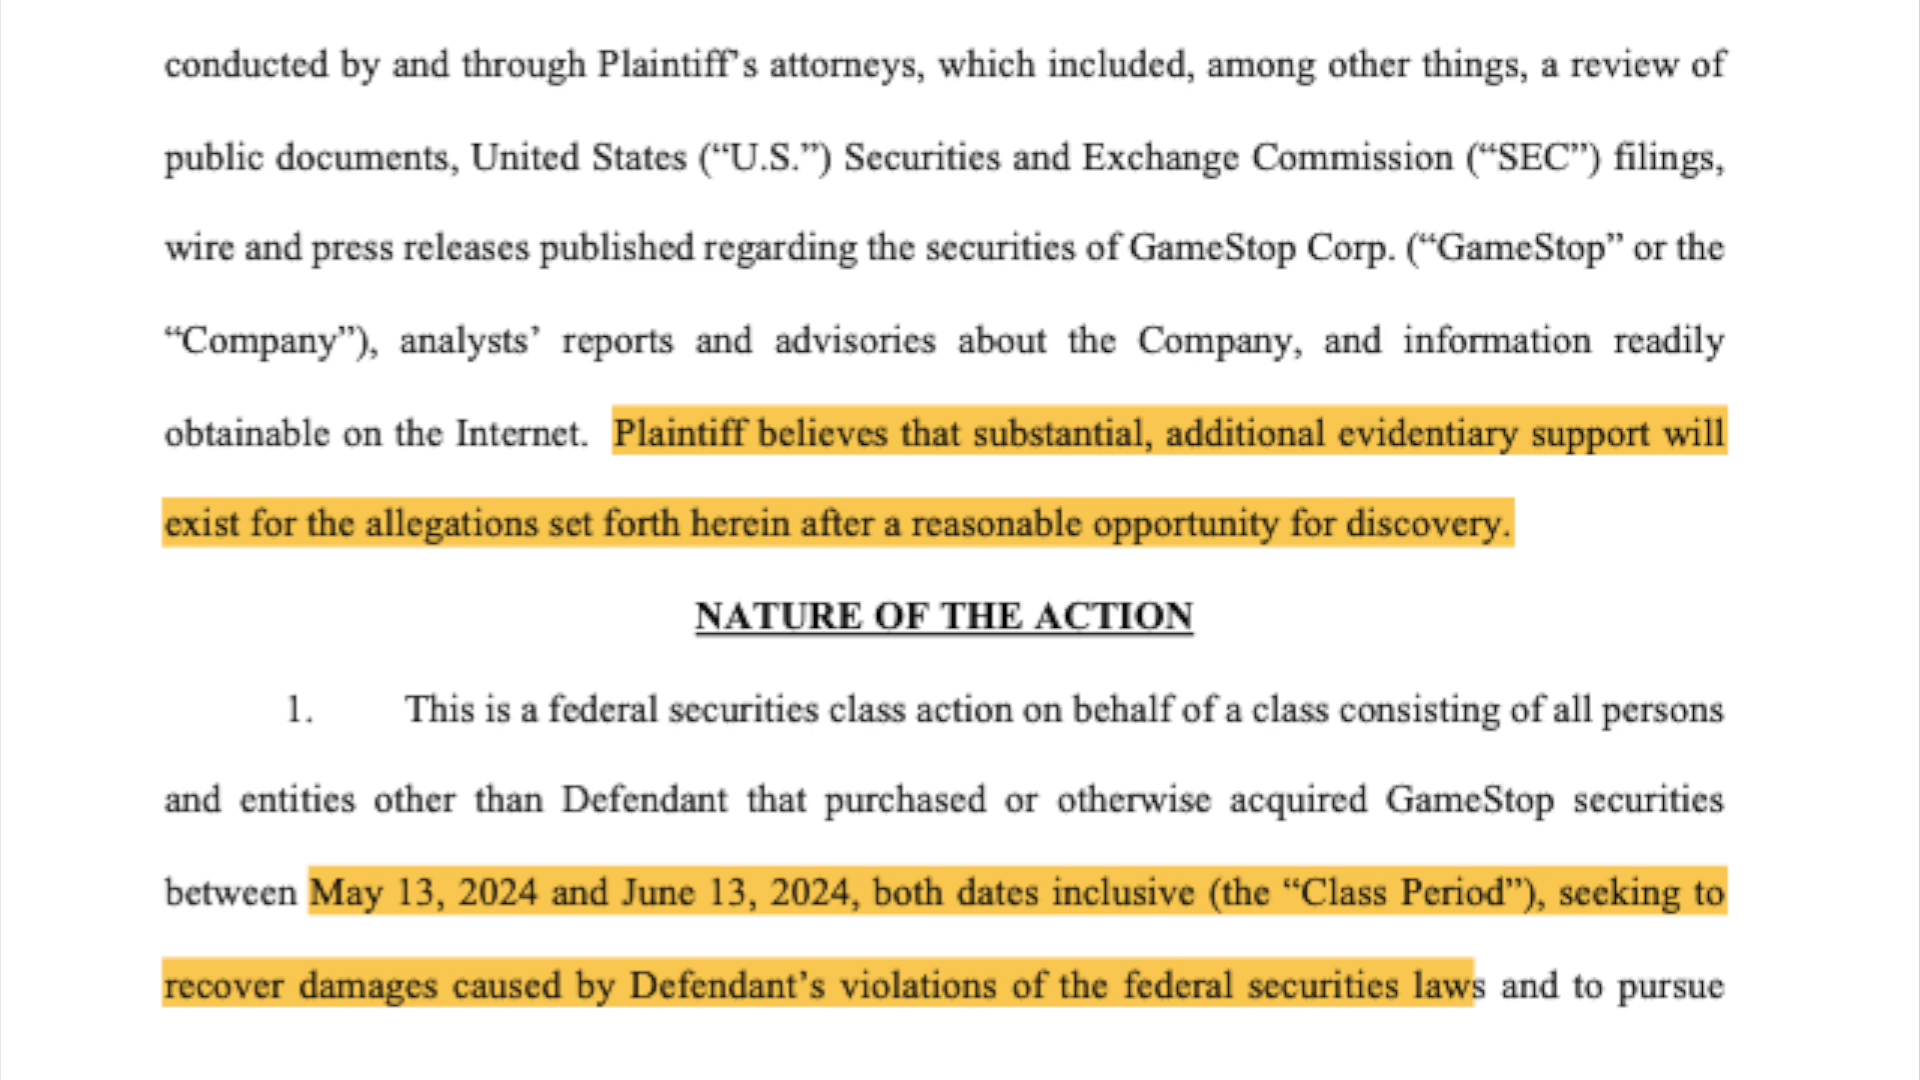 conducted by and through Plaintiff's attorneys, which included, among other things, a review of
public documents, United States (“U.S.”) Securities and Exchange Commission (“SEC”) filings,
wire and press releases published regarding the securities of GameStop Corp. (“GameStop” or the
“Company”), analysts’ reports and advisories about the Company, and information readily
obtainable on the Internet. Plaintiff believes that substantial, additional evidentiary support will
exist for the allegations set forth herein after a reasonable opportunity for discovery.
NATURE OF THE ACTION
1. This is a federal securities class action on behalf of a class consisting of all persons
and entities other than Defendant that purchased or otherwise acquired GameStop securities
between May 13, 2024 and June 13, 2024, both dates inclusive (the “Class Period”), seeking to
recover damages caused by Defendant’s violations of the federal securities laws and to pursue